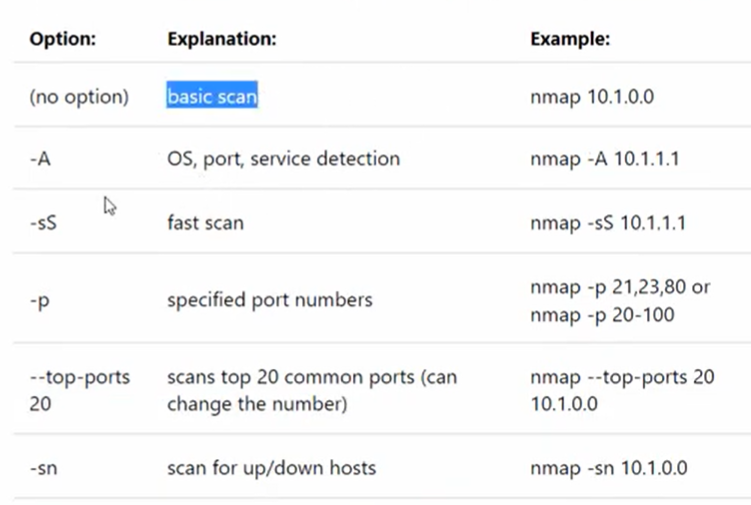 Option: Explanation: Example:
(no option) basic scan nmap 10.1.0.0
-A OS, port, service detection nmap -A 10.1.1.1
-sS fast scan nmap -sS 10.1.1.1
-p specified port numbers nmap -p 21,23,80 or
nmap -p 20-100
--top-ports scans top 20 common ports (can nmap --top-ports 20
20 change the number) 10.1.0.0
-sn scan for up/down hosts nmap -sn 10.1.0.0